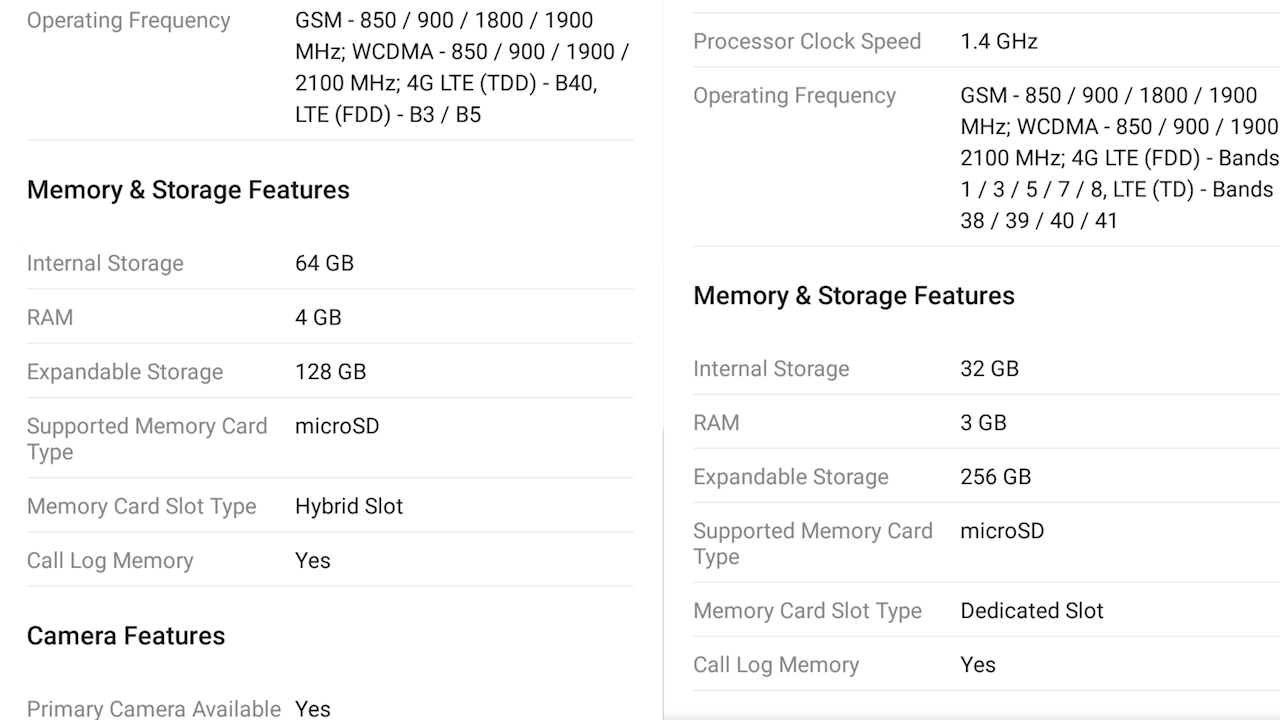 Operating Frequency GSM - 850 / 900 / 1800 / 1900
MHz; WCDMA - 850 / 900 / 1900 /
2100 MHz; 4G LTE (TDD) - B40,
LTE (FDD) - B3 / B5
Memory & Storage Features
Internal Storage 64 GB
RAM 4 GB
Expandable Storage 128 GB
Supported Memory Card microSD
Type
Memory Card Slot Type Hybrid Slot
Call Log Memory Yes
Camera Features
Primary Camera Available Yes
Processor Clock Speed 1.4 GHz
Operating Frequency GSM - 850 / 900 / 1800 / 1900
MHz; WCDMA - 850 / 900 / 1900
2100 MHz; 4G LTE (FDD) - Bands
1 / 3 / 5 / 7 / 8, LTE (TD) - Bands
38 / 39 / 40 / 41
Memory & Storage Features
Internal Storage 32 GB
RAM 3 GB
Expandable Storage 256 GB
Supported Memory Card microSD
Type
Memory Card Slot Type Dedicated Slot
Call Log Memory Yes